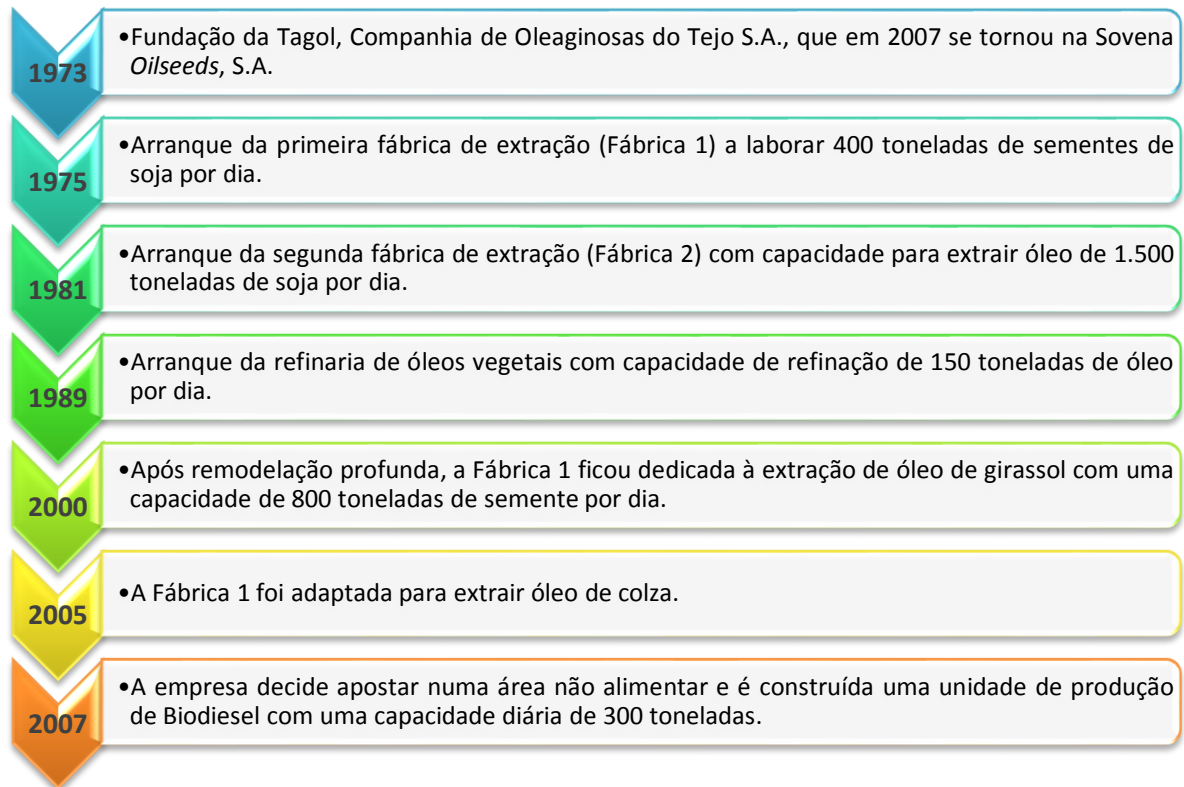 1973
•Fundação da Tagol, Companhia de Oleaginosas do Tejo S.A., que em 2007 se tornou na Sovena
Oilseeds, S.A.
1975
•Arranque da primeira fábrica de extração (Fábrica 1) a laborar 400 toneladas de sementes de
soja por dia.
1981
•Arranque da segunda fábrica de extração (Fábrica 2) com capacidade para extrair óleo de 1.500
toneladas de soja por dia.
1989
•Arranque da refinaria de óleos vegetais com capacidade de refinação de 150 toneladas de óleo
por dia.
2000
•Após remodelação profunda, a Fábrica 1 ficou dedicada à extração de óleo de girassol com uma
capacidade de 800 toneladas de semente por dia.
2005
•A Fábrica 1 foi adaptada para extrair óleo de colza.
2007
•A empresa decide apostar numa área não alimentar e é construída uma unidade de produção
de Biodiesel com uma capacidade diária de 300 toneladas.